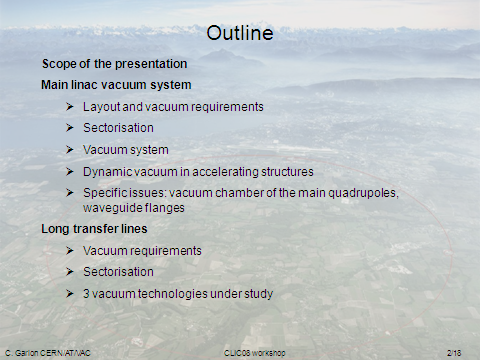 Outline
Scope of the presentation
Main linac vacuum system
➢ Layout and vacuum requirements
➢ Sectorisation
➢ Vacuum system
➢ Dynamic vacuum in accelerating structures
➢ Specific issues: vacuum chamber of the main quadrupoles,
waveguide flanges
Long transfer lines
➢ Vacuum requirements
➢ Sectorisation
➢ 3 vacuum technologies under study
C. Garion CERN/AT/VAC CLIC08 workshop 2/18